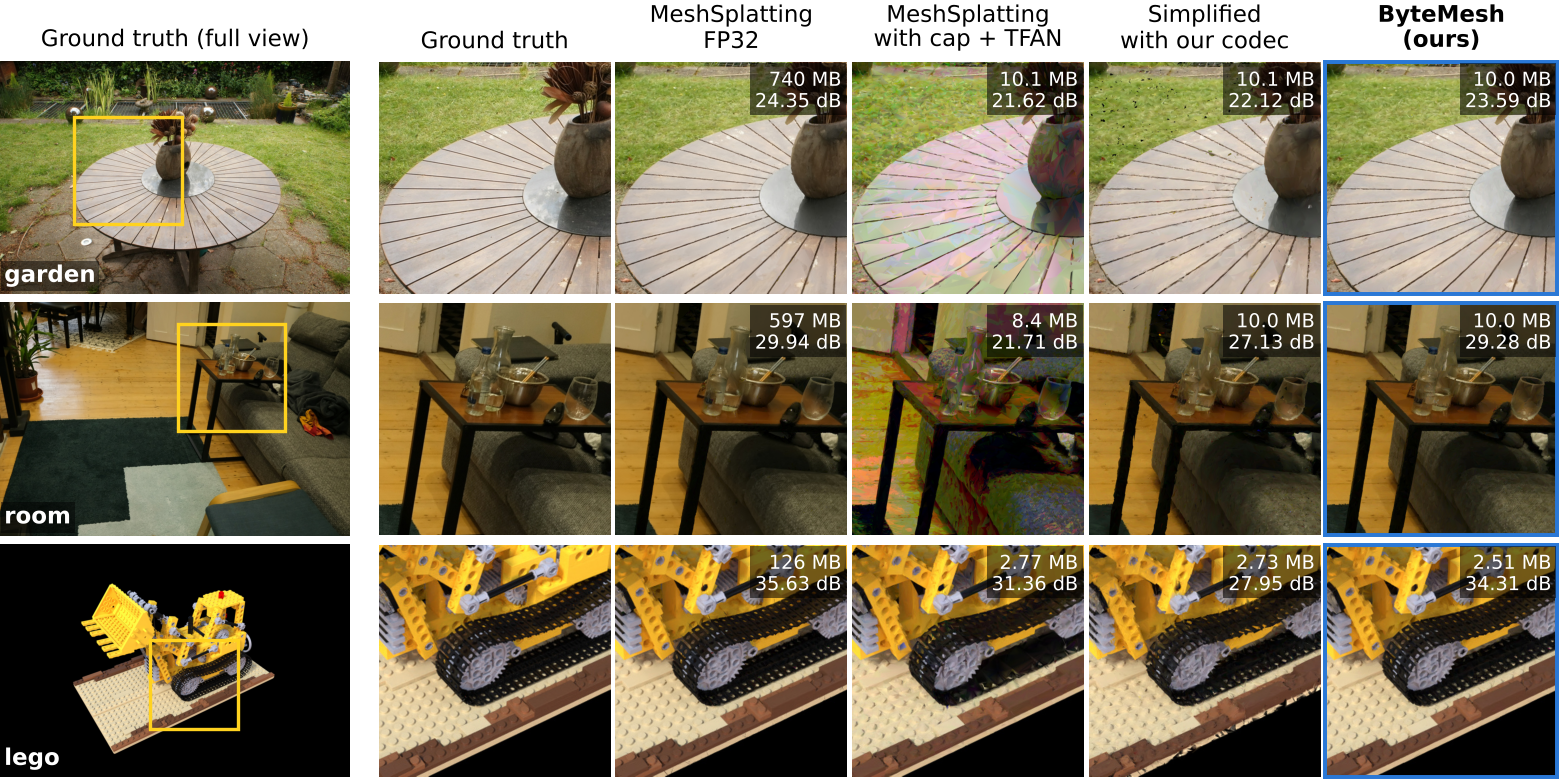 Ground truth (full view)
Ground truth
MeshSplatting
FP32
MeshSplatting
with cap + TFAN
Simplified
with our codec
ByteMesh
(ours)
garden
740 MB
24.35 dB
10.1 MB
21.62 dB
10.1 MB
22.12 dB
10.0 MB
23.59 dB
room
597 MB
29.94 dB
8.4 MB
21.71 dB
10.0 MB
27.13 dB
10.0 MB
29.28 dB
lego
126 MB
35.63 dB
2.77 MB
31.36 dB
2.73 MB
27.95 dB
2.51 MB
34.31 dB